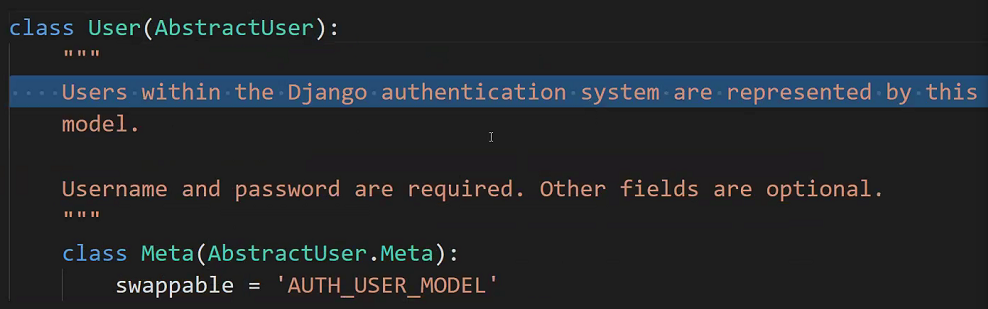 class User(AbstractUser):
    """
    Users within the Django authentication system are represented by this
    model.

    Username and password are required. Other fields are optional.
    """
    class Meta(AbstractUser.Meta):
        swappable = 'AUTH_USER_MODEL'